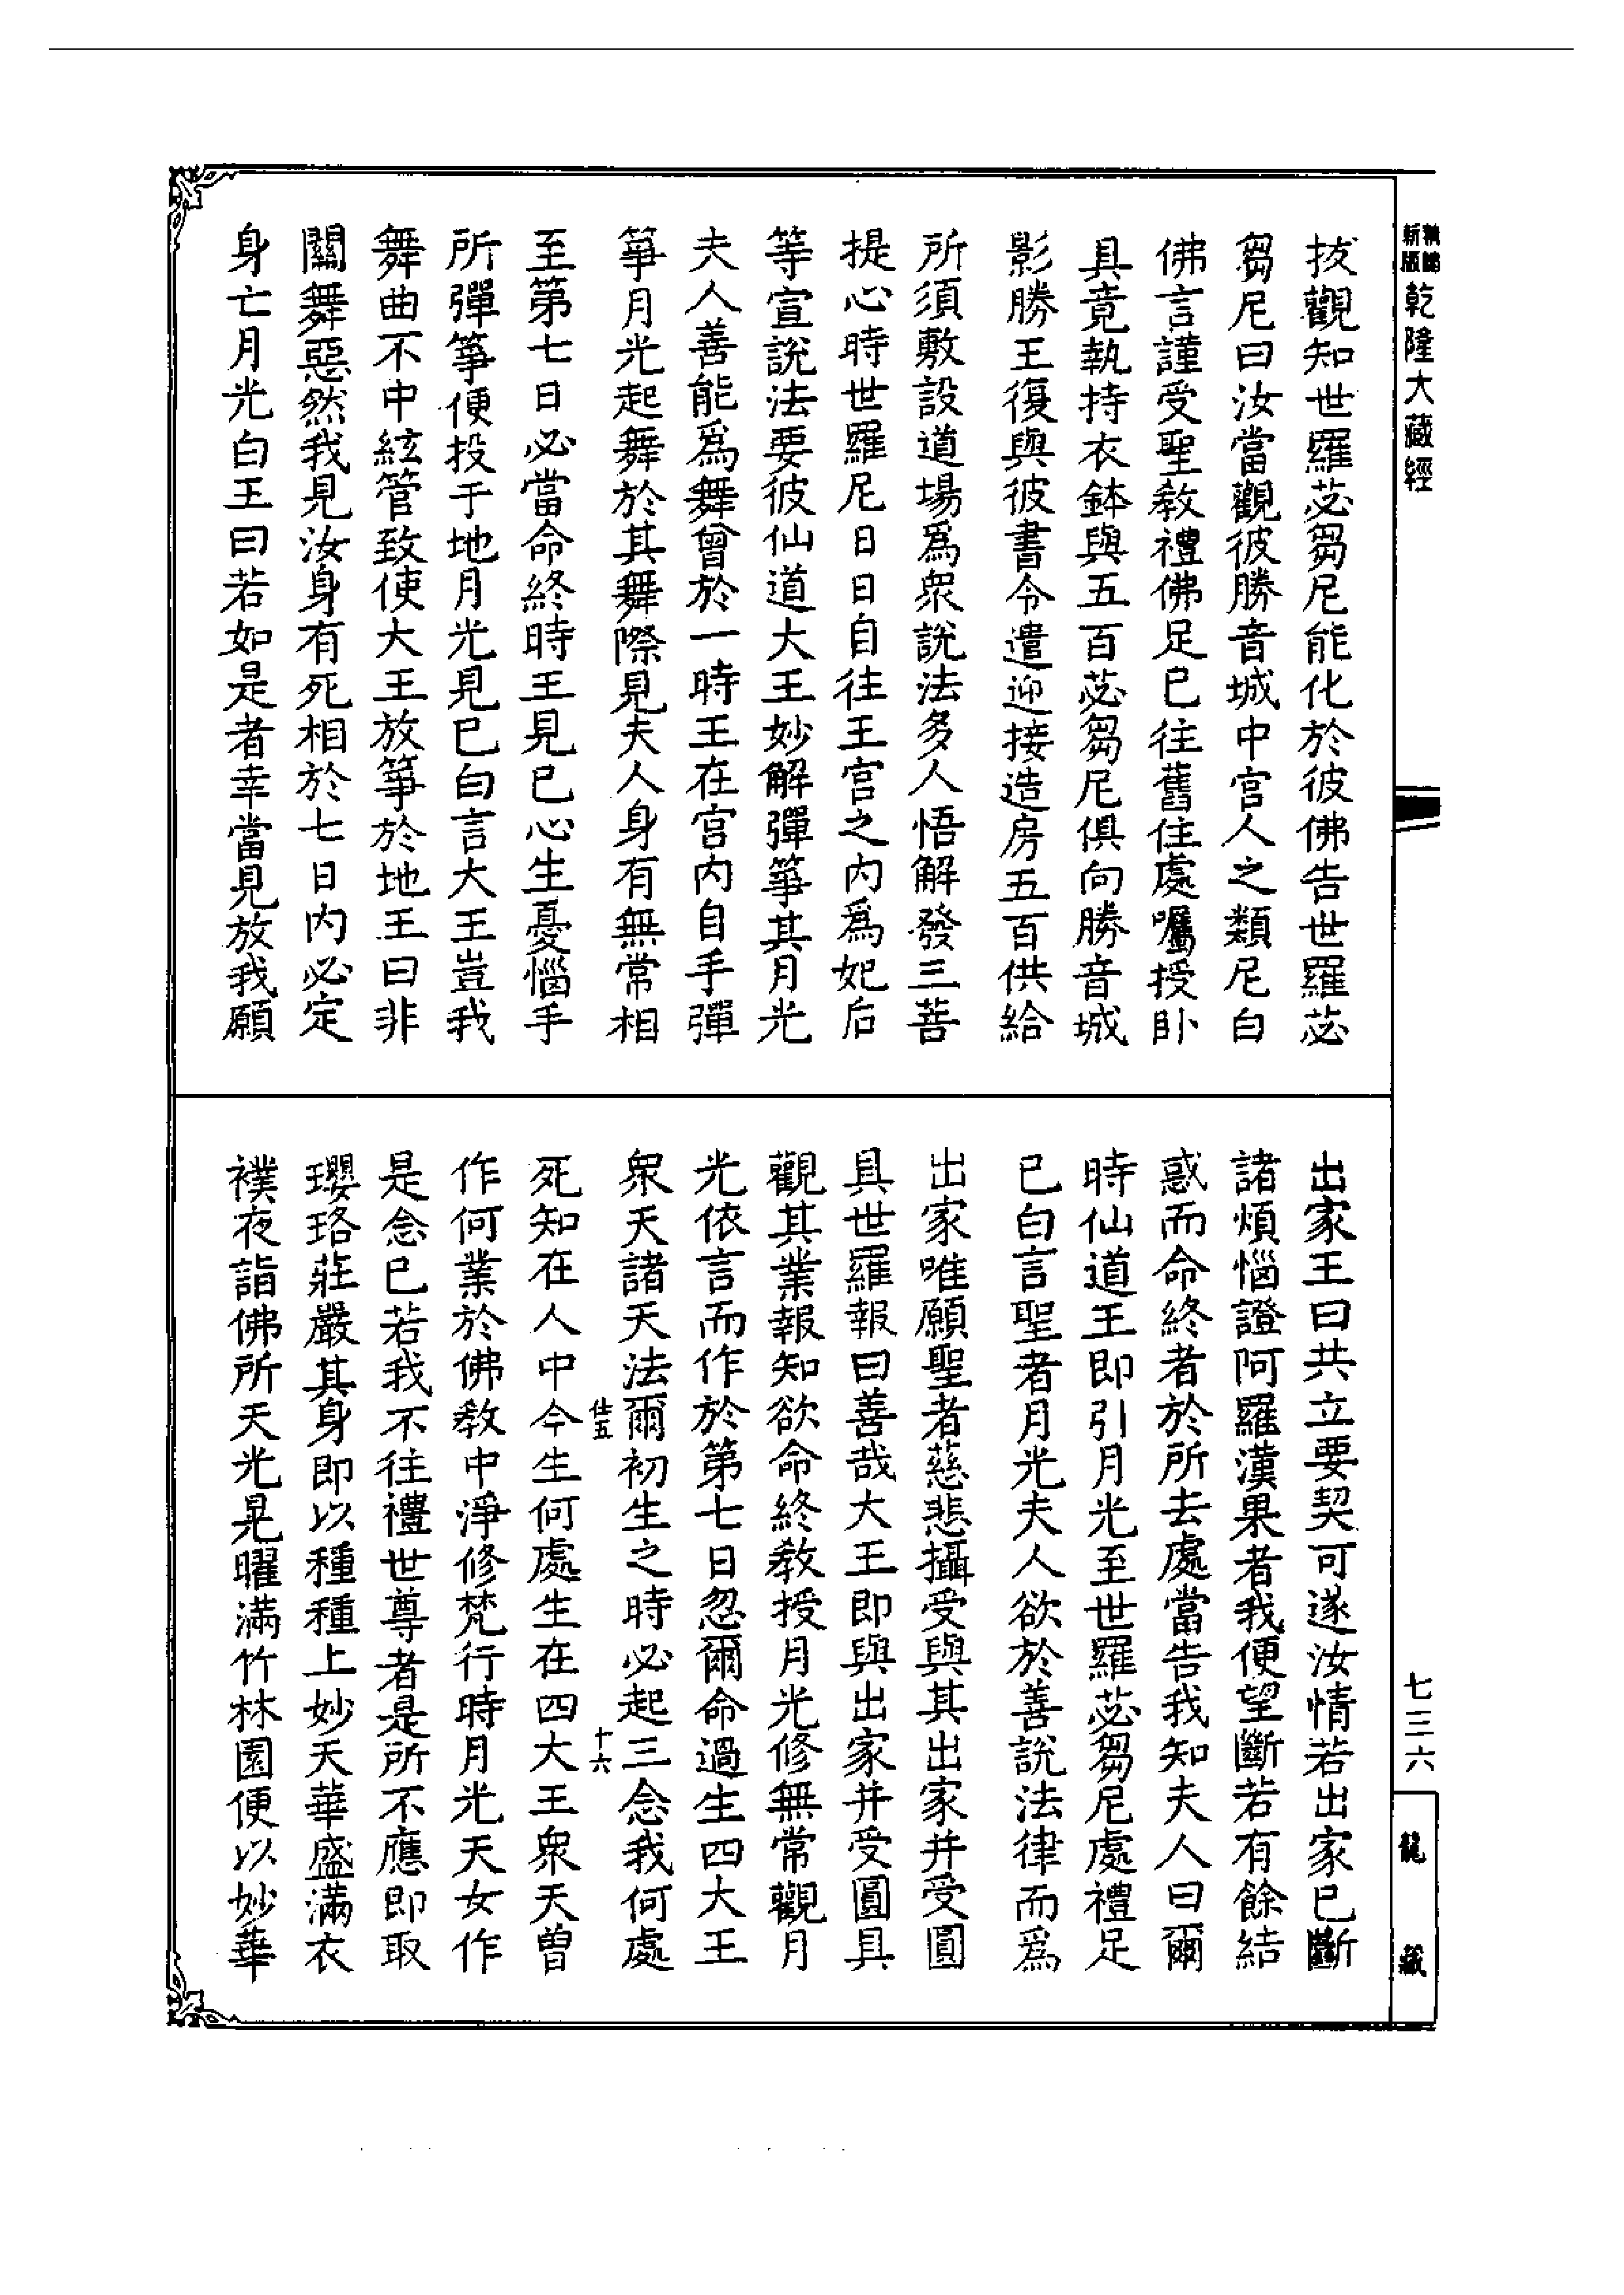 新版
乾隆大藏經
拔觀知世羅苾芻尼能化於彼佛告世羅苾
芻尼曰汝當觀彼勝音城中宮人之類尼白
佛言謹受聖教禮佛足已往舊住處囑授卧
具竟執持衣鉢與五百苾芻尼俱向勝音城
影勝王復與彼書令遣迎接造房五百供給
所須敷設道場爲衆說法多人悟解發三菩
提心時世羅尼日日自往王宮之內爲妃后
等宣說法要彼仙道大王妙解彈箏其月光
夫人善能爲舞曾於一時王在宮內自手彈
箏月光起舞於其舞際見夫人身有無常相
至第七日必當命終時王見已心生憂惱手
所彈箏便投于地月光見已白言大王豈我
舞曲不中絃管致使大王放箏於地王曰非
關舞惡然我見汝身有死相於七日內必定
身亡月光白王曰若如是者幸當見放我願
出家王曰共立要契可遂汝情若出家已斷
諸煩惱證阿羅漢果者我便望斷若有餘結
惑而命終者於所去處當告我知夫人曰爾
時仙道王即引月光至世羅苾芻尼處禮足
已白言聖者月光夫人欲於善說法律而爲
出家唯願聖者慈悲攝受與其出家并受圓
具世羅報曰善哉大王即與出家并受圓具
觀其業報知欲命終教授月光修無常觀月
光依言而作於第七日忽爾命過生四大王
衆天諸天法爾初生之時必起三念我何處
仕五
十六
死知在人中今生何處生在四大王衆天曾
作何業於佛教中淨修梵行時月光天女作
是念已若我不往禮世尊者是所不應即取
瓔珞莊嚴其身即以種種上妙天華盛滿衣
襆夜詣佛所天光晃曜滿竹林園便以妙華
七三六
龍藏